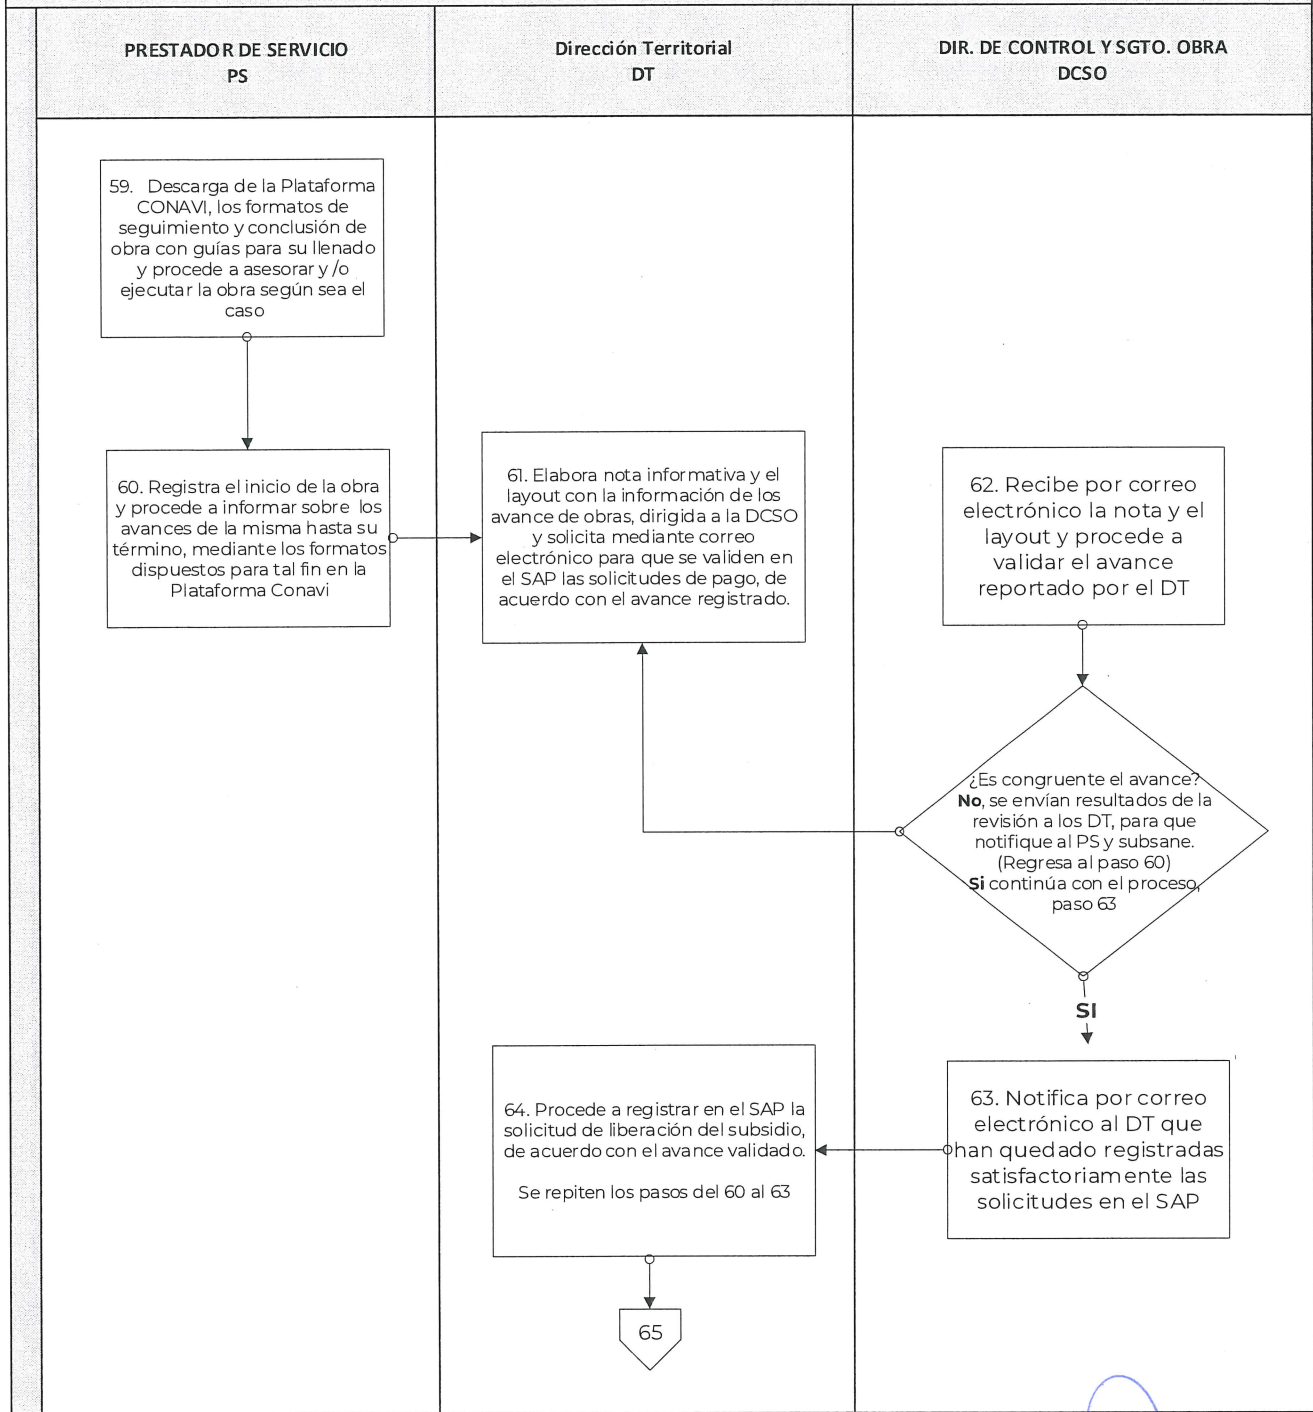 PRESTADOR DE SERVICIO
PS
Dirección Territorial
DT
DIR. DE CONTROL Y SGTO. OBRA
DCSO
59. Descarga de la Plataforma
CONAVI, los formatos de
seguimiento y conclusión de
obra con guías para su llenado
y procede a asesorar y /o
ejecutar la obra según sea el
caso
60. Registra el inicio de la obra
y procede a informar sobre los
avances de la misma hasta su
término, mediante los formatos
dispuestos para tal fin en la
Plataforma Conavi
61. Elabora nota informativa y el
layout con la información de los
avance de obras, dirigida a la DCSO
y solicita mediante correo
electrónico para que se validen en
el SAP las solicitudes de pago, de
acuerdo con el avance registrado.
62. Recibe por correo
electrónico la nota y el
layout y procede a
validar el avance
reportado por el DT
¿Es congruente el avance?
No, se envían resultados de la
revisión a los DT, para que
notifique al PS y subsane.
(Regresa al paso 60)
Si continúa con el proceso,
paso 63
SI
63. Notifica por correo
electrónico al DT que
han quedado registradas
satisfactoriamente las
solicitudes en el SAP
64. Procede a registrar en el SAP la
solicitud de liberación del subsidio,
de acuerdo con el avance validado.
Se repiten los pasos del 60 al 63
65